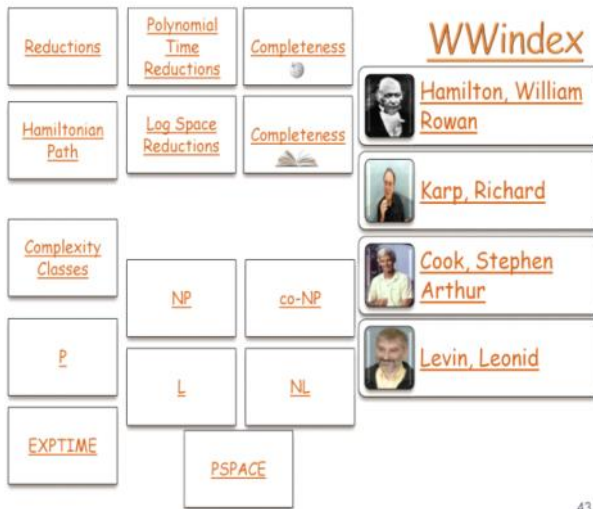 WWindex
Reductions
Polynomial
Time
Reductions
Completeness
Hamiltonian
Path
Log Space
Reductions
Completeness
Hamilton, William
Rowan
Karp, Richard
Cook, Stephen
Arthur
Levin, Leonid
Complexity
Classes
NP
co-NP
P
L
NL
EXPTIME
PSPACE
43